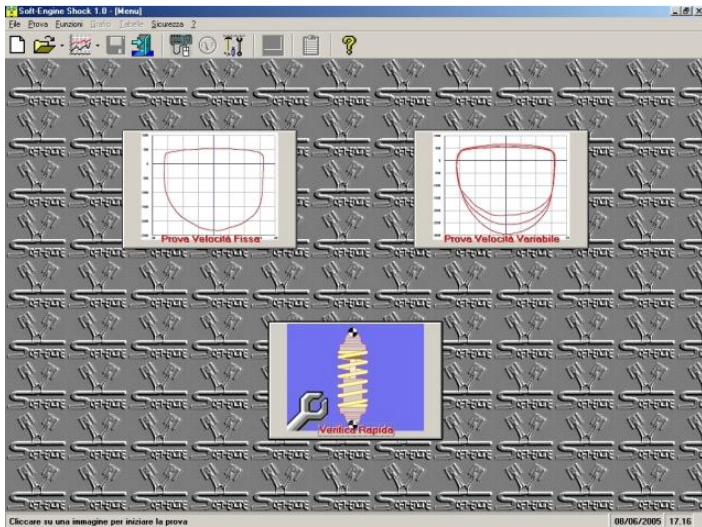 Soft-Engine Shock 1.0 - [Menu]
File Prova Funzioni Grafici Tabelle Sicurezza ?
Prova Velocità Fissa
Prova Velocità Variabile
Verifica Rapida
Cliccare su una immagine per iniziare la prova
08/06/2005 17.16